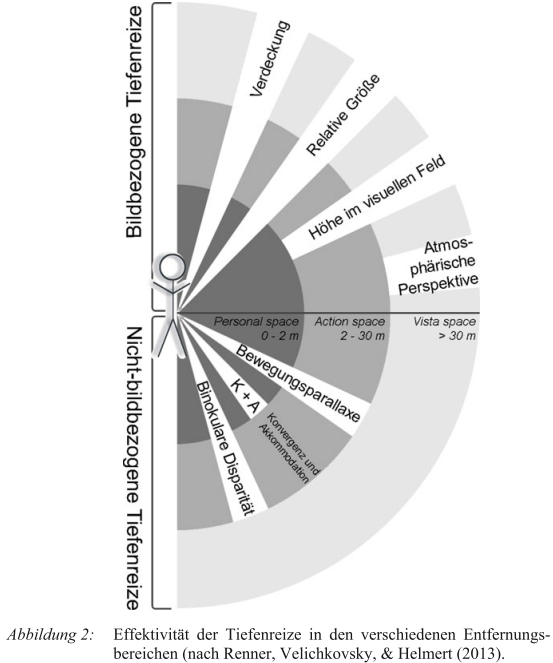 Bildbezogene Tiefenreize
Verdeckung
Relative Größe
Höhe im visuellen Feld
Atmos-
phärische
Perspektive
Personal space
0 - 2 m
Action space
2 - 30 m
Vista space
> 30 m
Nicht-bildbezogene Tiefenreize
Bewegungsparallaxe
K + A
Konvergenz und
Akkommodation
Binokulare Disparität
Abbildung 2: Effektivität der Tiefenreize in den verschiedenen Entfernungs-
bereichen (nach Renner, Velichkovsky, & Helmert (2013).